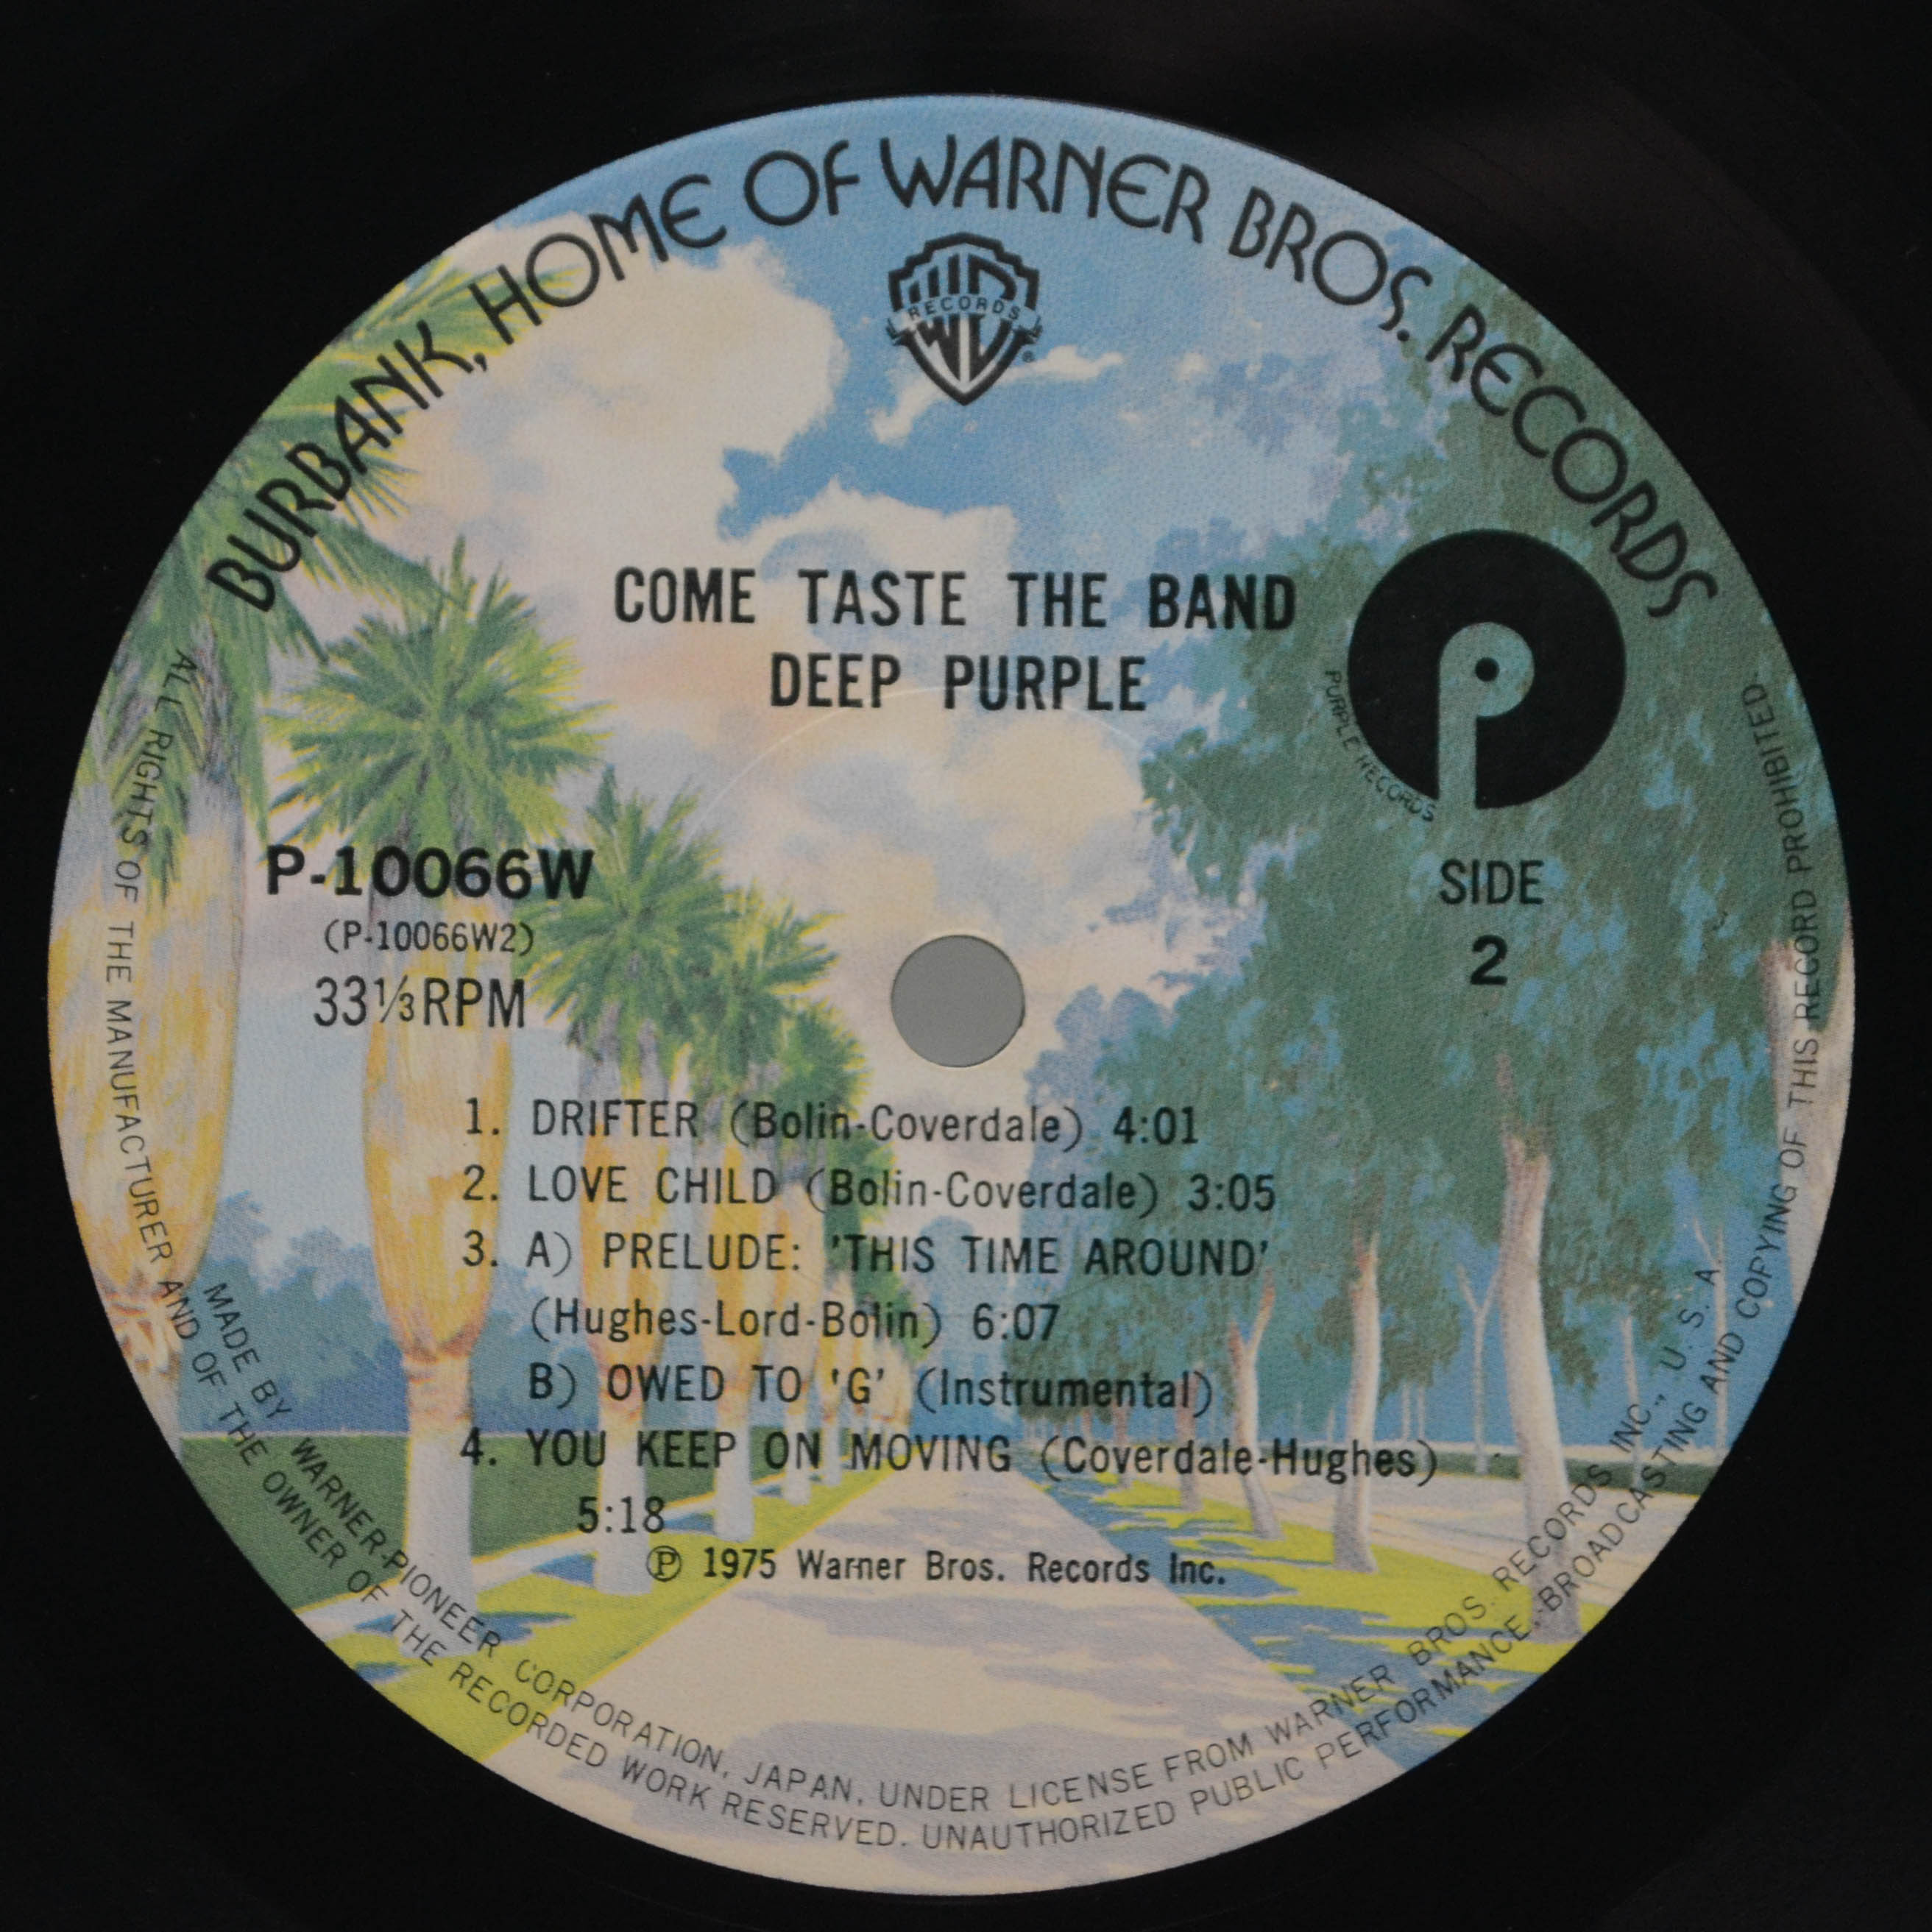 BURBANK, HOME OF WARNER BROS. RECORDS
RECORDS
COME TASTE THE BAND
DEEP PURPLE
PURPLE RECORDS
P-10066W
(P-10066W2)
33⅓RPM
SIDE
2
1. DRIFTER (Bolin-Coverdale) 4:01
2. LOVE CHILD (Bolin-Coverdale) 3:05
3. A) PRELUDE: 'THIS TIME AROUND'
(Hughes-Lord-Bolin) 6:07
B) OWED TO 'G' (Instrumental)
4. YOU KEEP ON MOVING (Coverdale-Hughes)
5:18
℗ 1975 Warner Bros. Records Inc.
MADE BY WARNER-PIONEER CORPORATION, JAPAN, UNDER LICENSE FROM WARNER BROS. RECORDS INC., U.S.A.
ALL RIGHTS OF THE MANUFACTURER AND OF THE OWNER OF THE RECORDED WORK RESERVED. UNAUTHORIZED PUBLIC PERFORMANCE, BROADCASTING AND COPYING OF THIS RECORD PROHIBITED.